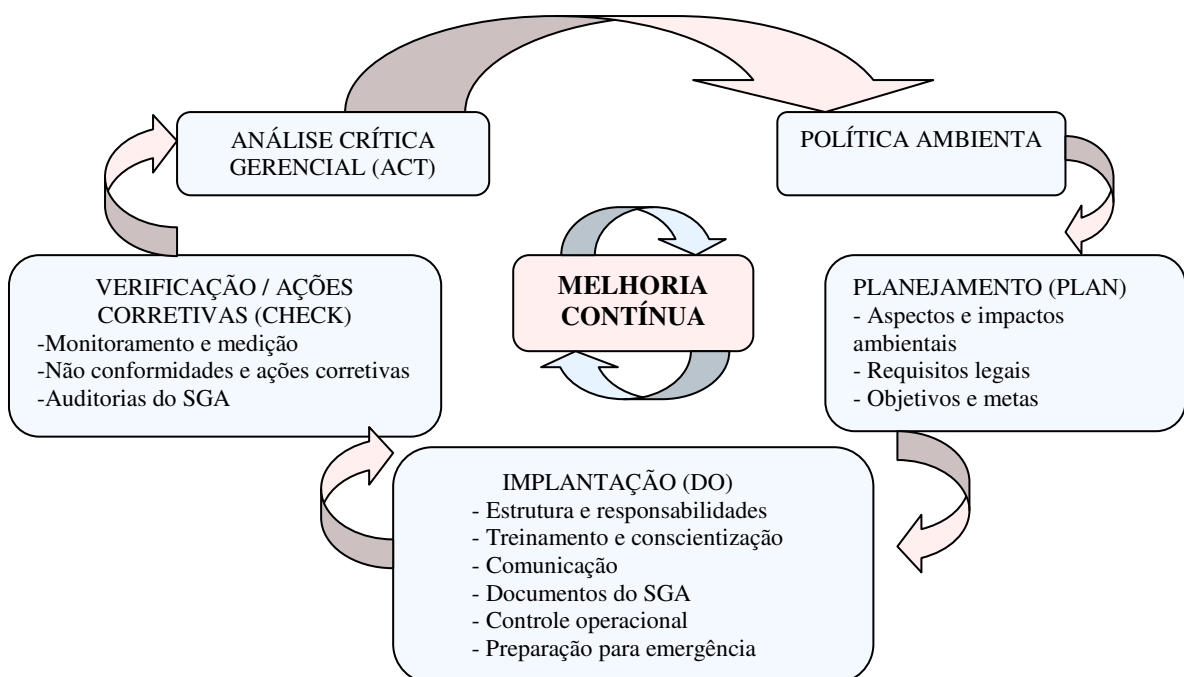 ANÁLISE CRÍTICA
GERENCIAL (ACT)
POLÍTICA AMBIENTA
VERIFICAÇÃO / AÇÕES
CORRETIVAS (CHECK)
-Monitoramento e medição
-Não conformidades e ações corretivas
-Auditorias do SGA
MELHORIA
CONTÍNUA
PLANEJAMENTO (PLAN)
- Aspectos e impactos
ambientais
- Requisitos legais
- Objetivos e metas
IMPLANTAÇÃO (DO)
- Estrutura e responsabilidades
- Treinamento e conscientização
- Comunicação
- Documentos do SGA
- Controle operacional
- Preparação para emergência